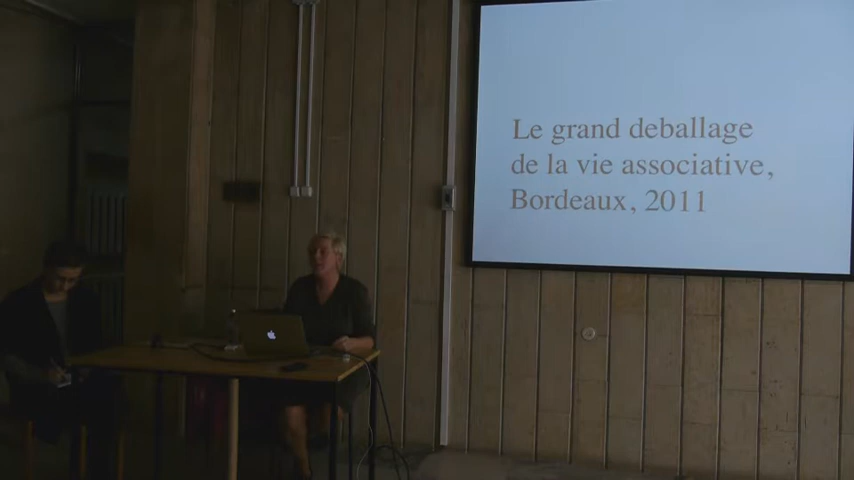 Le grand deballage
de la vie associative,
Bordeaux, 2011